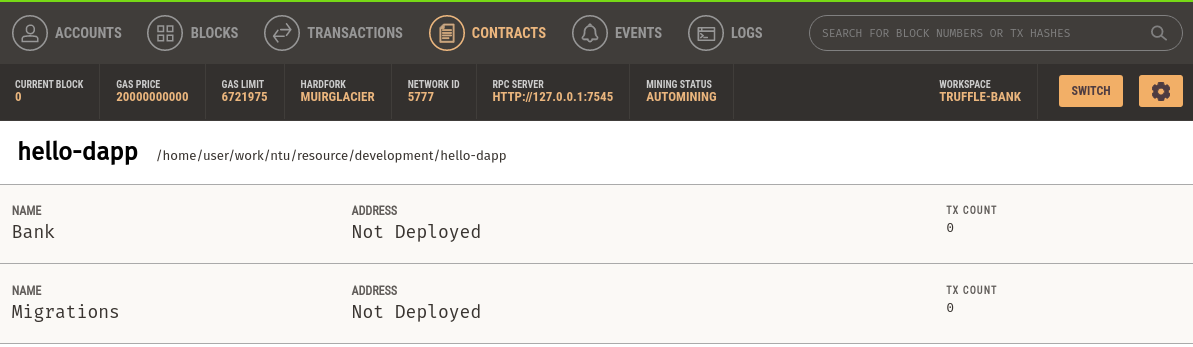 ACCOUNTS BLOCKS TRANSACTIONS CONTRACTS EVENTS LOGS SEARCH FOR BLOCK NUMBERS OR TX HASHES
CURRENT BLOCK GAS PRICE GAS LIMIT HARDFORK NETWORK ID RPC SERVER MINING STATUS WORKSPACE
0 20000000000 6721975 MUIRGLACIER 5777 HTTP://127.0.0.1:7545 AUTOMINING TRUFFLE-BANK SWITCH
hello-dapp /home/user/work/ntu/resource/development/hello-dapp
NAME ADDRESS TX COUNT
Bank Not Deployed 0
NAME ADDRESS TX COUNT
Migrations Not Deployed 0